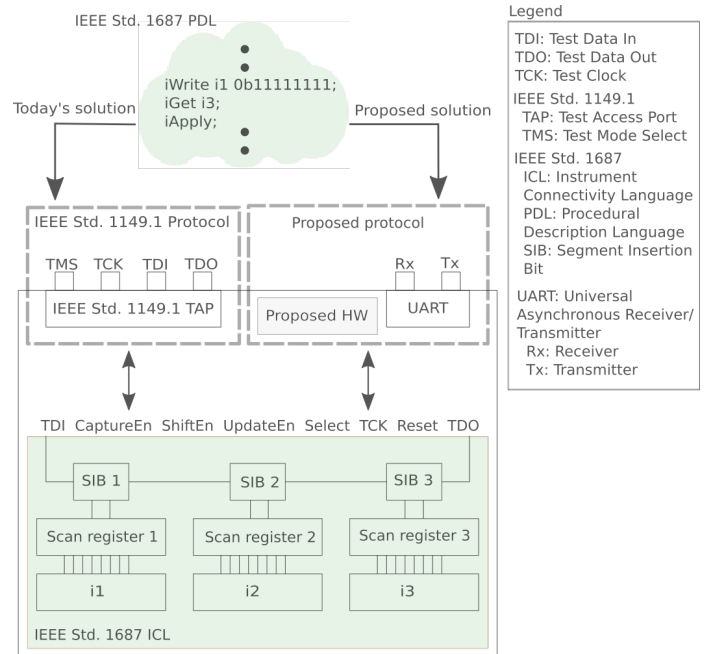 IEEE Std. 1687 PDL
iWrite i1 0b11111111;
iGet i3;
iApply;
Today's solution
Proposed solution
IEEE Std. 1149.1 Protocol
TMS TCK TDI TDO
IEEE Std. 1149.1 TAP
Proposed protocol
Rx Tx
Proposed HW
UART
TDI CaptureEn ShiftEn UpdateEn Select TCK Reset TDO
SIB 1
SIB 2
SIB 3
Scan register 1
Scan register 2
Scan register 3
i1
i2
i3
IEEE Std. 1687 ICL
Legend
TDI: Test Data In
TDO: Test Data Out
TCK: Test Clock
IEEE Std. 1149.1
TAP: Test Access Port
TMS: Test Mode Select
IEEE Std. 1687
ICL: Instrument
Connectivity Language
PDL: Procedural
Description Language
SIB: Segment Insertion
Bit
UART: Universal
Asynchronous Receiver/
Transmitter
Rx: Receiver
Tx: Transmitter